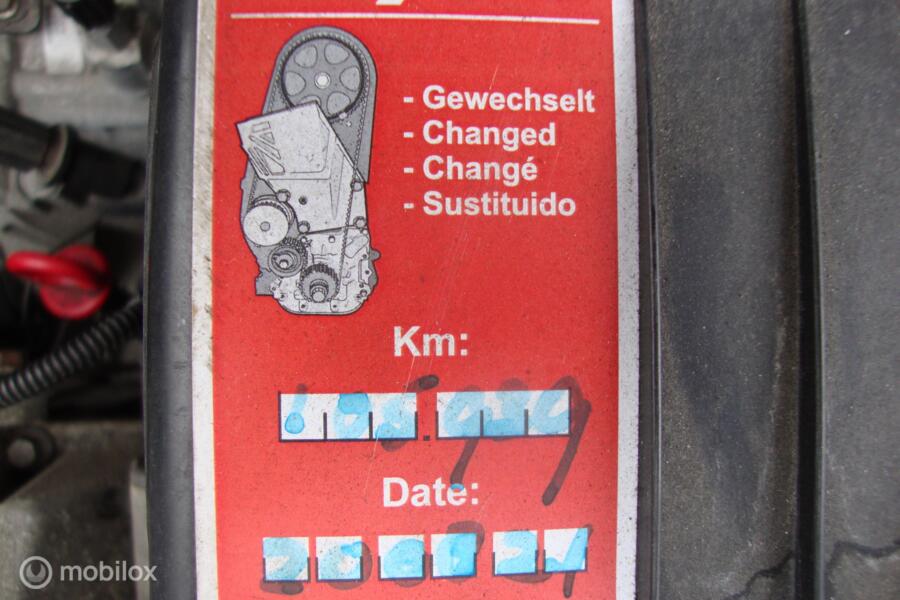 - Gewechselt
- Changed
- Changé
- Sustituido
Km:
Date:
mobilox